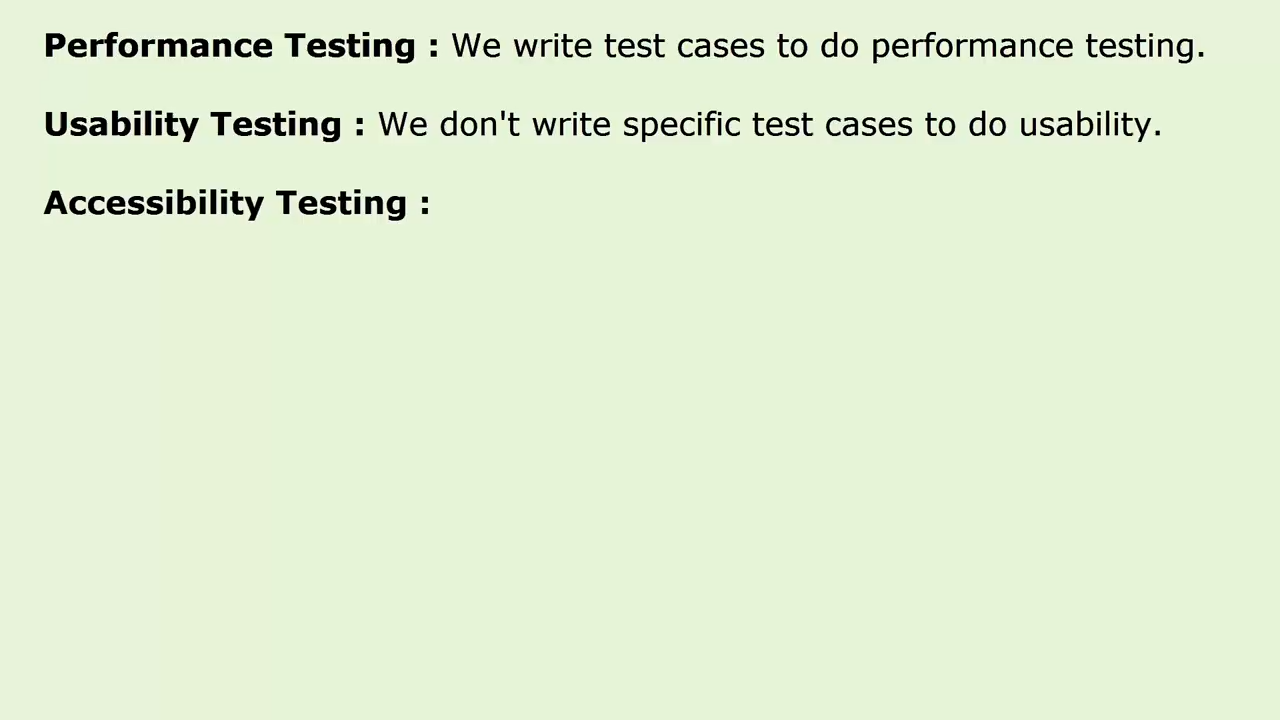 Performance Testing : We write test cases to do performance testing.
Usability Testing : We don't write specific test cases to do usability.
Accessibility Testing :